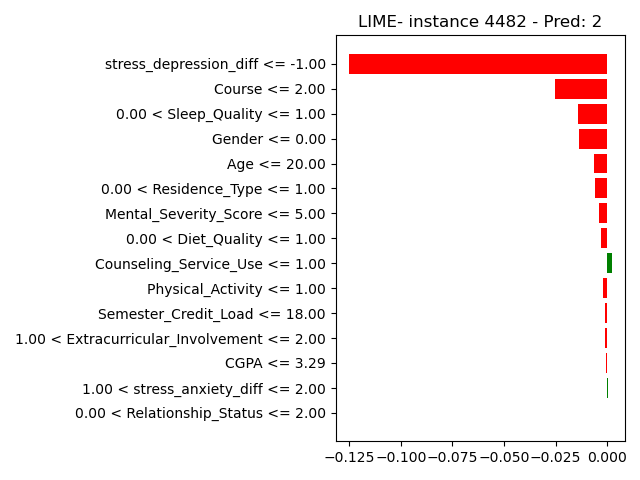 LIME- instance 4482 - Pred: 2
stress_depression_diff <= -1.00
Course <= 2.00
0.00 < Sleep_Quality <= 1.00
Gender <= 0.00
Age <= 20.00
0.00 < Residence_Type <= 1.00
Mental_Severity_Score <= 5.00
0.00 < Diet_Quality <= 1.00
Counseling_Service_Use <= 1.00
Physical_Activity <= 1.00
Semester_Credit_Load <= 18.00
1.00 < Extracurricular_Involvement <= 2.00
CGPA <= 3.29
1.00 < stress_anxiety_diff <= 2.00
0.00 < Relationship_Status <= 2.00
−0.125 −0.100 −0.075 −0.050 −0.025 0.000